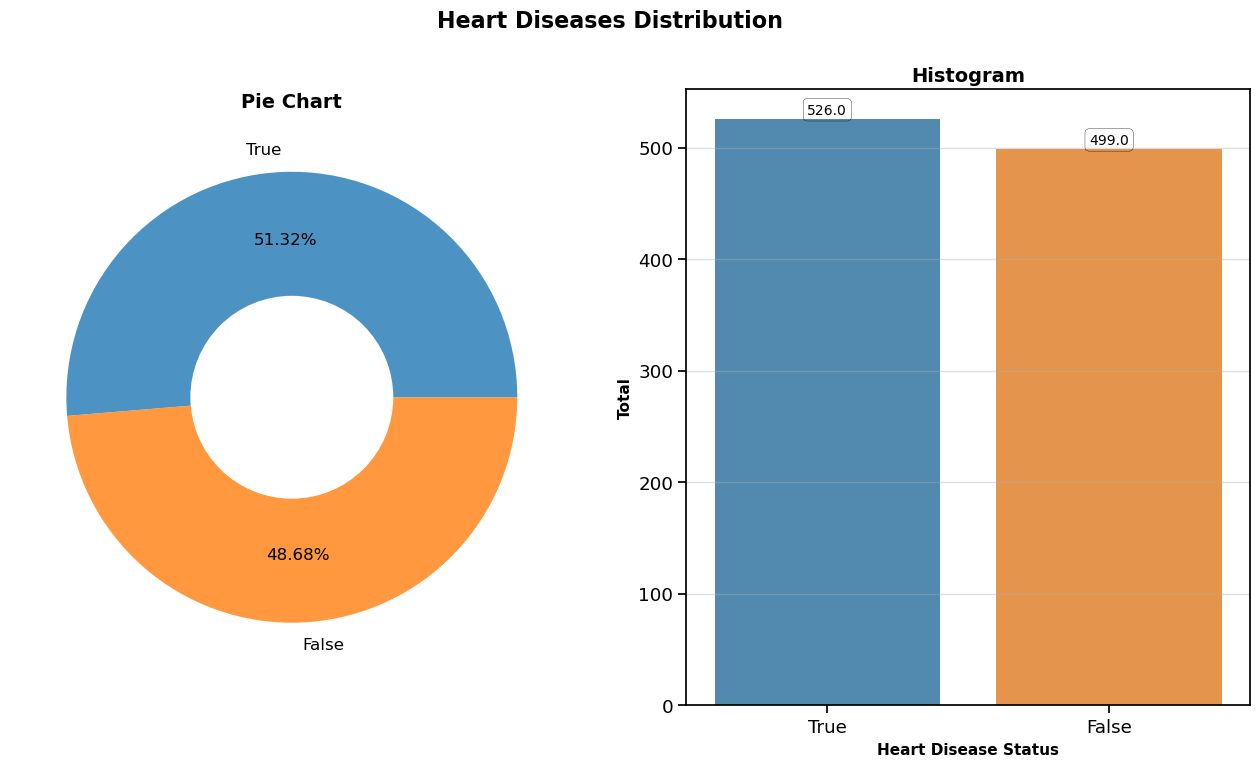 Heart Diseases Distribution
Pie Chart
True
51.32%
48.68%
False
Histogram
526.0
499.0
500
400
300
200
100
0
Total
True
False
Heart Disease Status